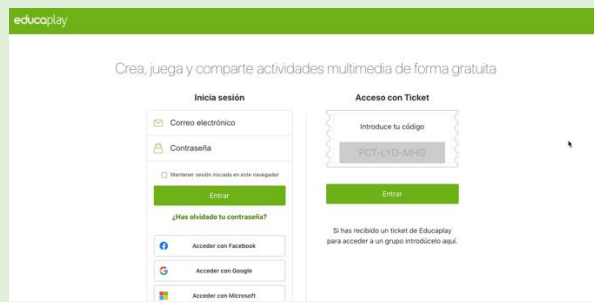 educaplay
Crea, juega y comparte actividades multimedia de forma gratuita
Inicia sesión
Correo electrónico
Contraseña
Mantener sesión iniciada en este navegador
Entrar
¿Has olvidado tu contraseña?
Acceder con Facebook
Acceder con Google
Acceder con Microsoft
Acceso con Ticket
Introduce tu código
PCT-LYD-MHG
Entrar
Si has recibido un ticket de Educaplay
para acceder a un grupo introdúcelo aquí.